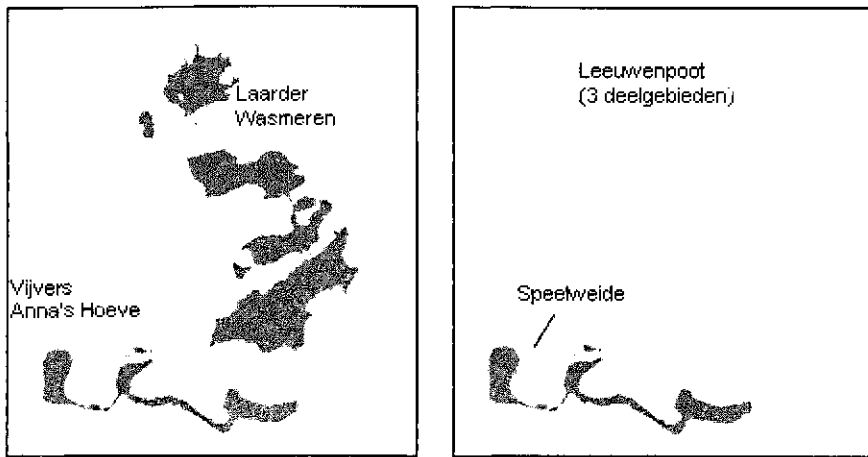 Laarder
Wasmeren
Vijvers
Anna's Hoeve
Leeuwenpoot
(3 deelgebieden)
Speelweide